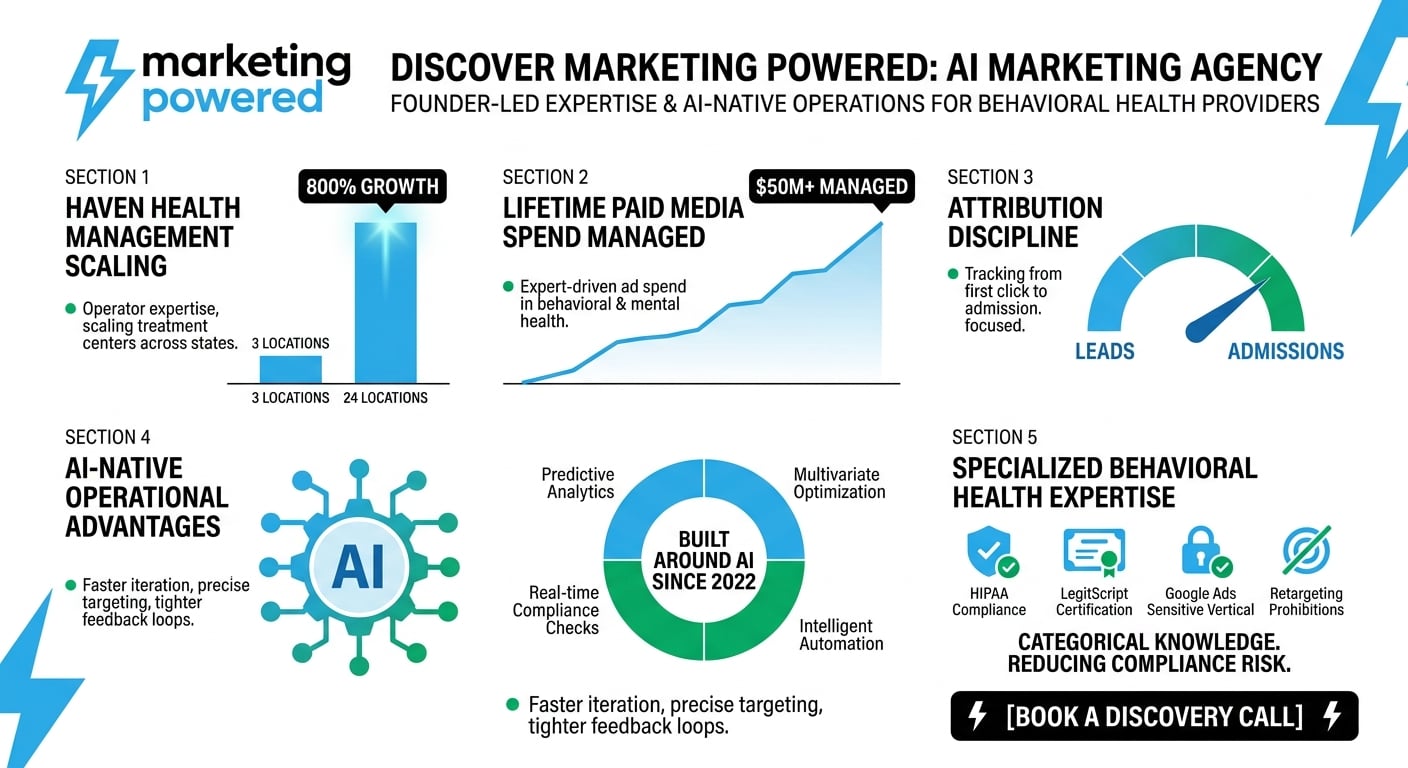 marketing
powered
DISCOVER MARKETING POWERED: AI MARKETING AGENCY
FOUNDER-LED EXPERTISE & AI-NATIVE OPERATIONS FOR BEHAVIORAL HEALTH PROVIDERS
SECTION 1
HAVEN HEALTH
MANAGEMENT
SCALING
Operator expertise,
scaling treatment
centers across states.
800% GROWTH
3 LOCATIONS
3 LOCATIONS
24 LOCATIONS
SECTION 2
LIFETIME PAID MEDIA
SPEND MANAGED
$50M+ MANAGED
Expert-driven ad spend
in behavioral & mental
health.
SECTION 3
ATTRIBUTION
DISCIPLINE
Tracking from
first click to
admission.
focused.
LEADS
ADMISSIONS
SECTION 4
AI-NATIVE
OPERATIONAL
ADVANTAGES
Faster iteration, precise
targeting, tighter
feedback loops.
AI
Predictive
Analytics
Multivariate
Optimization
BUILT
AROUND AI
SINCE 2022
Real-time
Compliance
Checks
Intelligent
Automation
Faster iteration, precise targeting,
tighter feedback loops.
SECTION 5
SPECIALIZED BEHAVIORAL
HEALTH EXPERTISE
HIPAA
Compliance
LegitScript
Certification
Google Ads
Sensitive Vertical
Retargeting
Prohibitions
CATEGORICAL KNOWLEDGE.
REDUCING COMPLIANCE RISK.
[BOOK A DISCOVERY CALL]